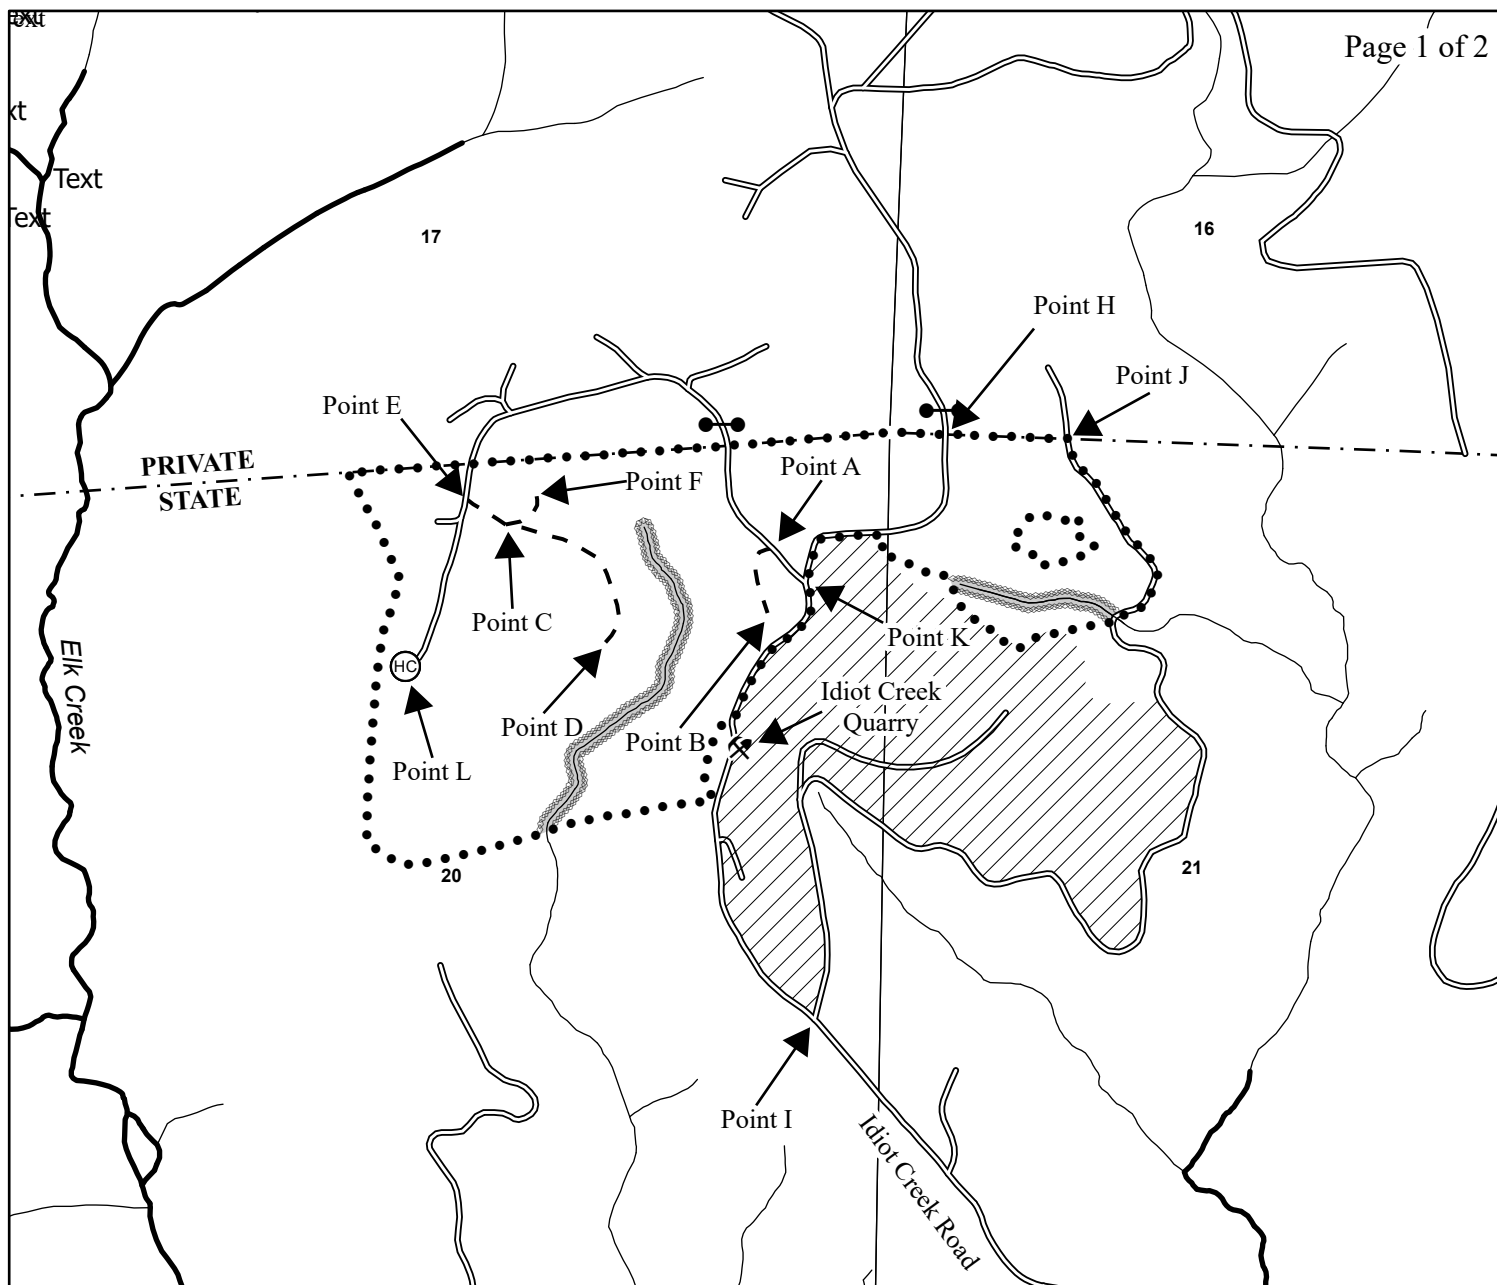 Text
Page 1 of 2
xt
Text
Text
17
16
Point H
Point J
Point E
PRIVATE
STATE
Point A
Point F
Point C
Point K
HC
Elk Creek
Idiot Creek
Quarry
Point D
Point B
Point L
20
21
Point I
Idiot Creek Road